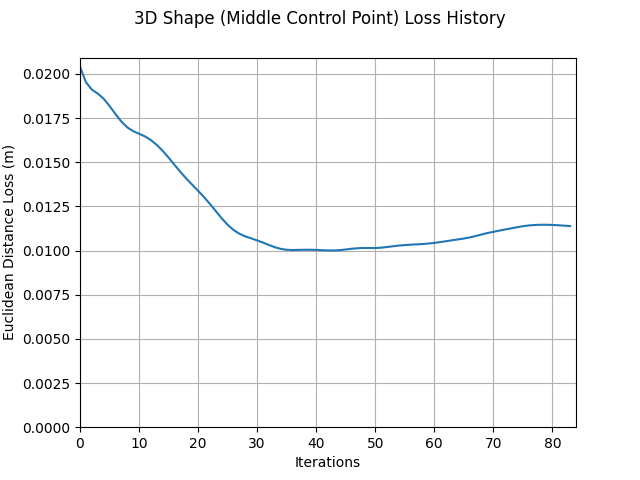 3D Shape (Middle Control Point) Loss History
Euclidean Distance Loss (m)
0.0200
0.0175
0.0150
0.0125
0.0100
0.0075
0.0050
0.0025
0.0000
0 10 20 30 40 50 60 70 80
Iterations